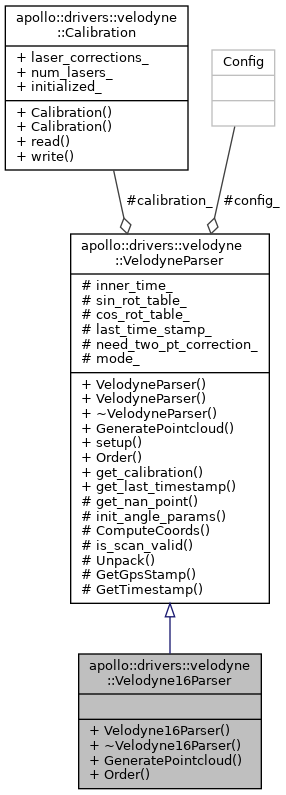 apollo::drivers::velodyne
::Calibration
+ laser_corrections_
+ num_lasers_
+ initialized_
+ Calibration()
+ Calibration()
+ read()
+ write()
Config
#calibration_
#config_
apollo::drivers::velodyne
::VelodyneParser
# inner_time_
# sin_rot_table_
# cos_rot_table_
# last_time_stamp_
# need_two_pt_correction_
# mode_
+ VelodyneParser()
+ VelodyneParser()
+ ~VelodyneParser()
+ GeneratePointcloud()
+ setup()
+ Order()
+ get_calibration()
+ get_last_timestamp()
# get_nan_point()
# init_angle_params()
# ComputeCoords()
# is_scan_valid()
# Unpack()
# GetGpsStamp()
# GetTimestamp()
apollo::drivers::velodyne
::Velodyne16Parser
+ Velodyne16Parser()
+ ~Velodyne16Parser()
+ GeneratePointcloud()
+ Order()